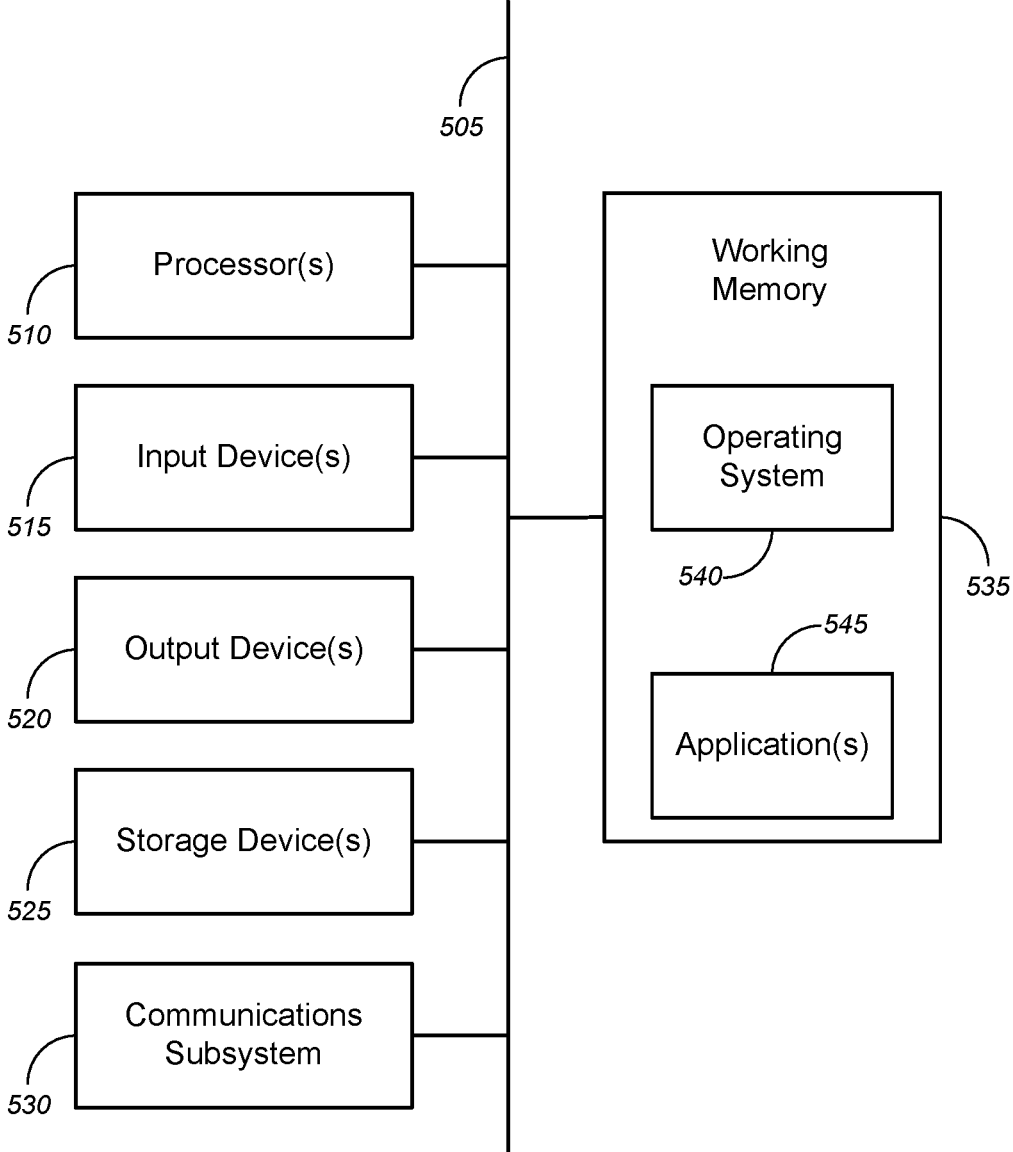 505
Processor(s)
510
Input Device(s)
515
Output Device(s)
520
Storage Device(s)
525
Communications
Subsystem
530
Working
Memory
Operating
System
540
535
545
Application(s)